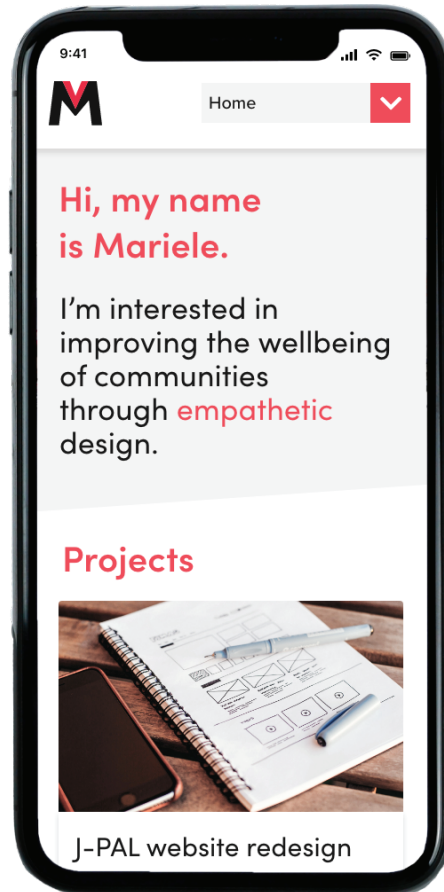 9:41
M
Home
Hi, my name
is Mariele.
I’m interested in
improving the wellbeing
of communities
through empathetic
design.
Projects
J-PAL website redesign